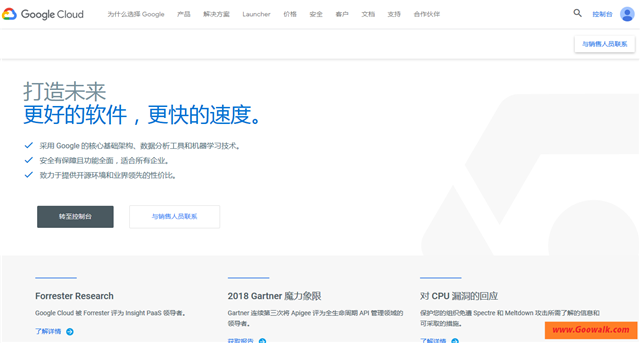 Google Cloud
为什么选择 Google 产品 解决方案 Launcher 价格 安全 客户 文档 支持 合作伙伴
控制台
与销售人员联系
打造未来
更好的软件，更快的速度。
采用 Google 的核心基础架构、数据分析工具和机器学习技术。
安全有保障且功能全面，适合所有企业。
致力于提供开源环境和业界领先的性价比。
转至控制台
与销售人员联系
Forrester Research
Google Cloud 被 Forrester 评为 Insight PaaS 领导者。
了解详情
2018 Gartner 魔力象限
Gartner 连续第三次将 Apigee 评为全生命周期 API 管理领域的
领导者。
获取报告
对 CPU 漏洞的回应
保护您的组织免遭 Spectre 和 Meltdown 攻击所需了解的信息和
可采取的措施。
了解详情
www.Geewalk.com